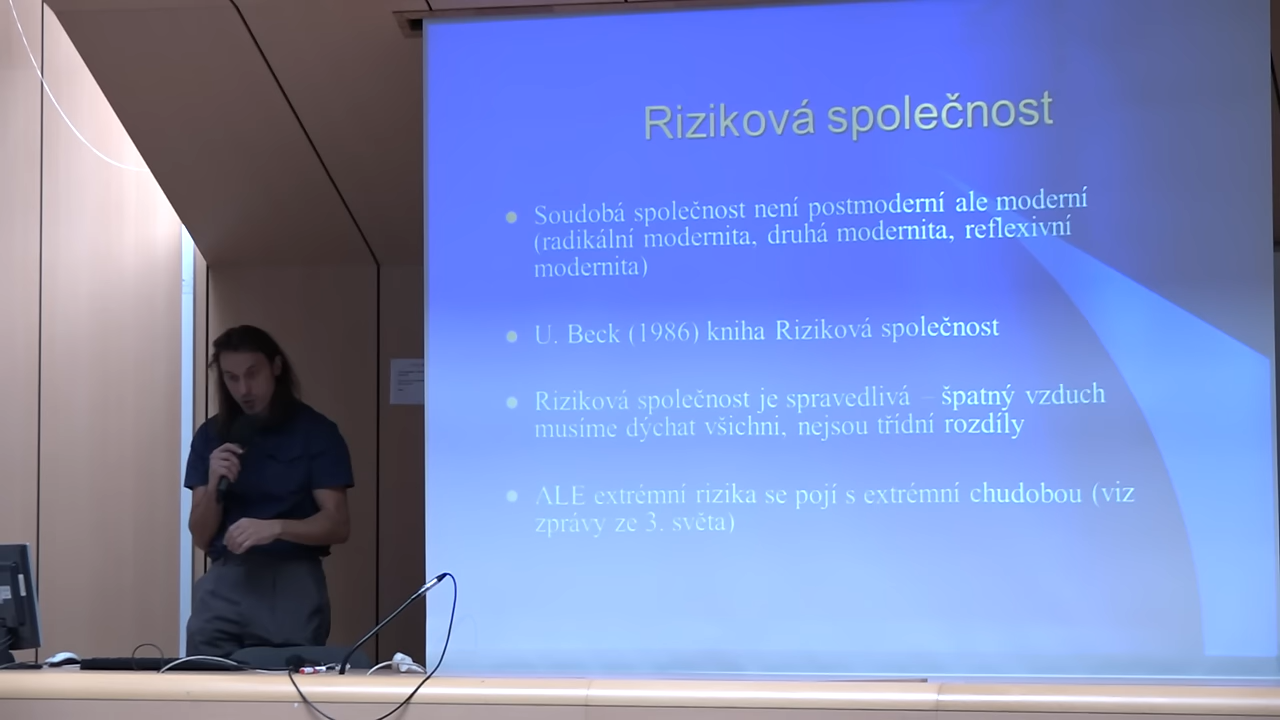 Riziková společnost
Soudobá společnost není postmoderní ale moderní
(radikální modernita, druhá modernita, reflexivní
modernita)
U. Beck (1986) kniha Riziková společnost
Riziková společnost je spravedlivá – špatný vzduch
musíme dýchat všichni, nejsou třídní rozdíly
ALE extrémní rizika se pojí s extrémní chudobou (viz
zprávy ze 3. světa)